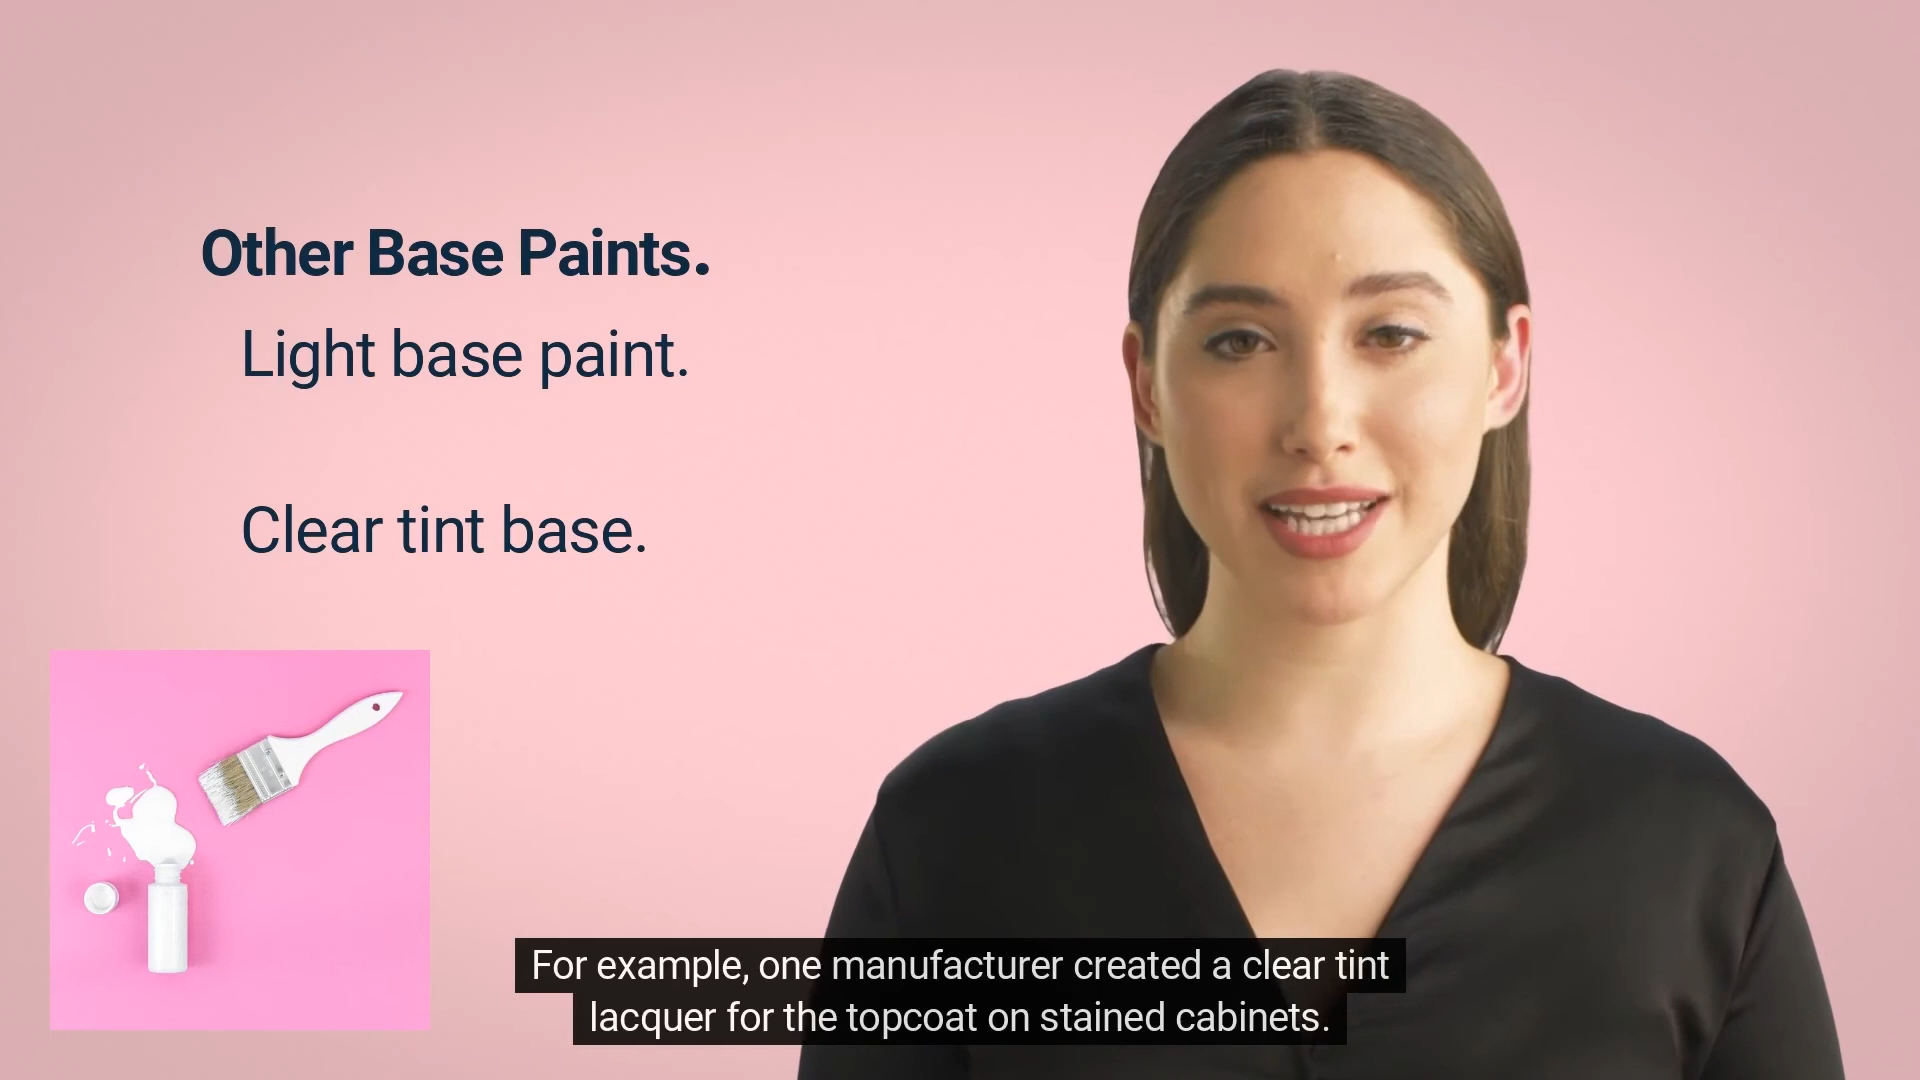 Other Base Paints.
Light base paint.
Clear tint base.
For example, one manufacturer created a clear tint
lacquer for the topcoat on stained cabinets.